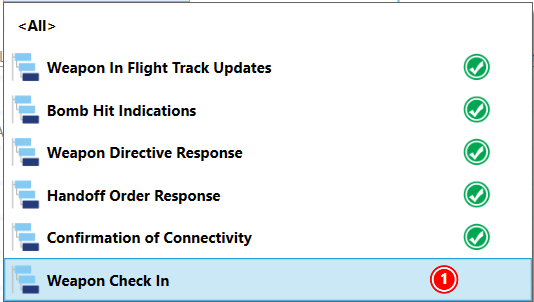 <All>
Weapon In Flight Track Updates
Bomb Hit Indications
Weapon Directive Response
Handoff Order Response
Confirmation of Connectivity
Weapon Check In 1